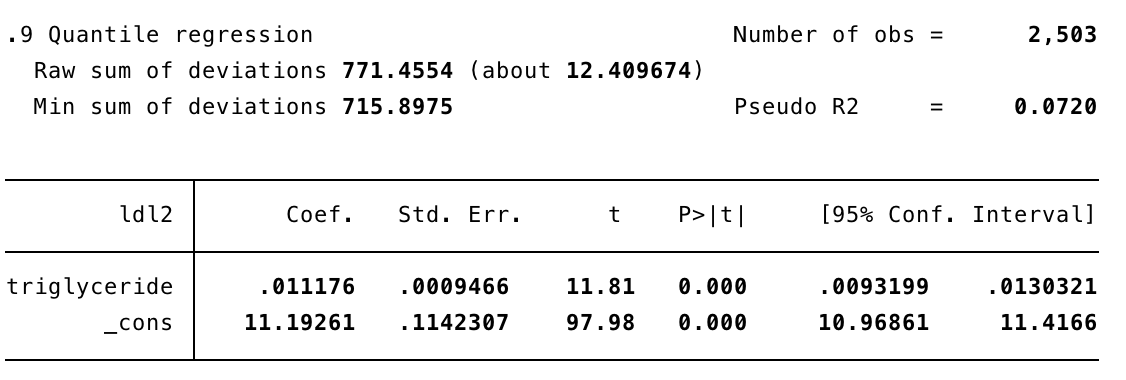 .9 Quantile regression                              Number of obs =      2,503
  Raw sum of deviations 771.4554 (about 12.409674)
  Min sum of deviations 715.8975                    Pseudo R2     =     0.0720
ldl2 | Coef. Std. Err. t P>|t| [95% Conf. Interval]
triglyceride | .011176 .0009466 11.81 0.000 .0093199 .0130321
_cons | 11.19261 .1142307 97.98 0.000 10.96861 11.4166